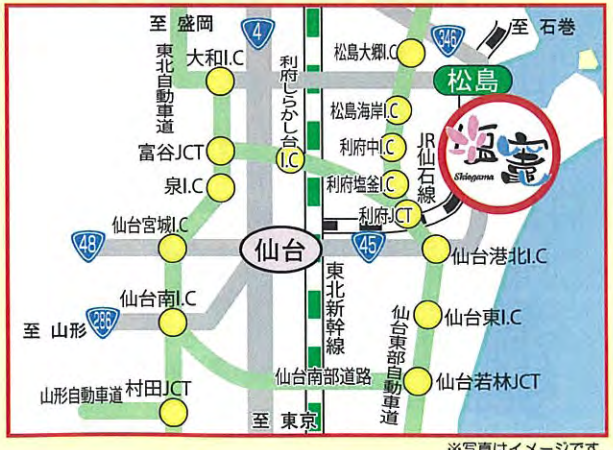 至 盛岡
4
346
至 石巻
大和I.C
東北自動車道
利府しらかし台
I.C
松島大郷I.C
松島
松島海岸I.C
富谷JCT
利府中I.C
JR仙石線
塩竈
Shiogama
泉I.C
利府塩釜I.C
利府JCT
仙台宮城I.C
48
仙台
45
仙台港北I.C
東北新幹線
仙台南I.C
至 山形
286
仙台東部自動車道
仙台東I.C
仙台南部道路
仙台若林JCT
山形自動車道
村田JCT
至 東京
※写真はイメージです